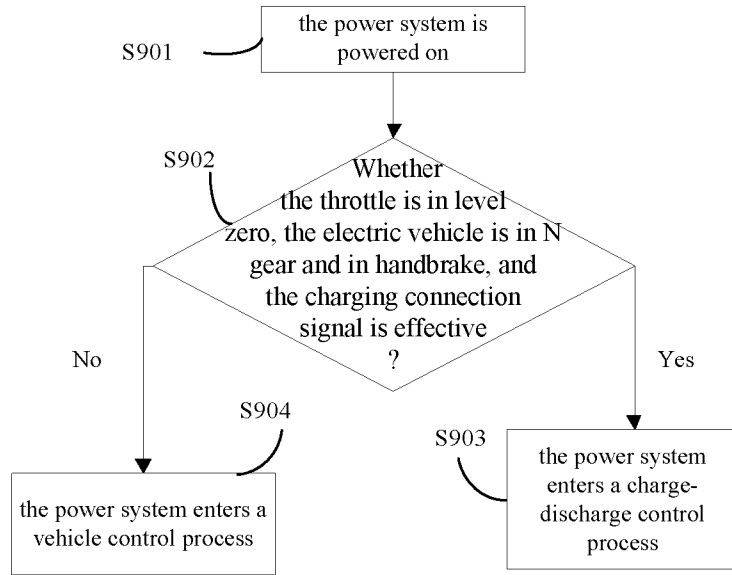 the power system is
powered on
S901
S902
Whether
the throttle is in level
zero, the electric vehicle is in N
gear and in handbrake, and
the charging connection
signal is effective
?
No
Yes
S904
S903
the power system enters a
vehicle control process
the power system
enters a charge-
discharge control
process